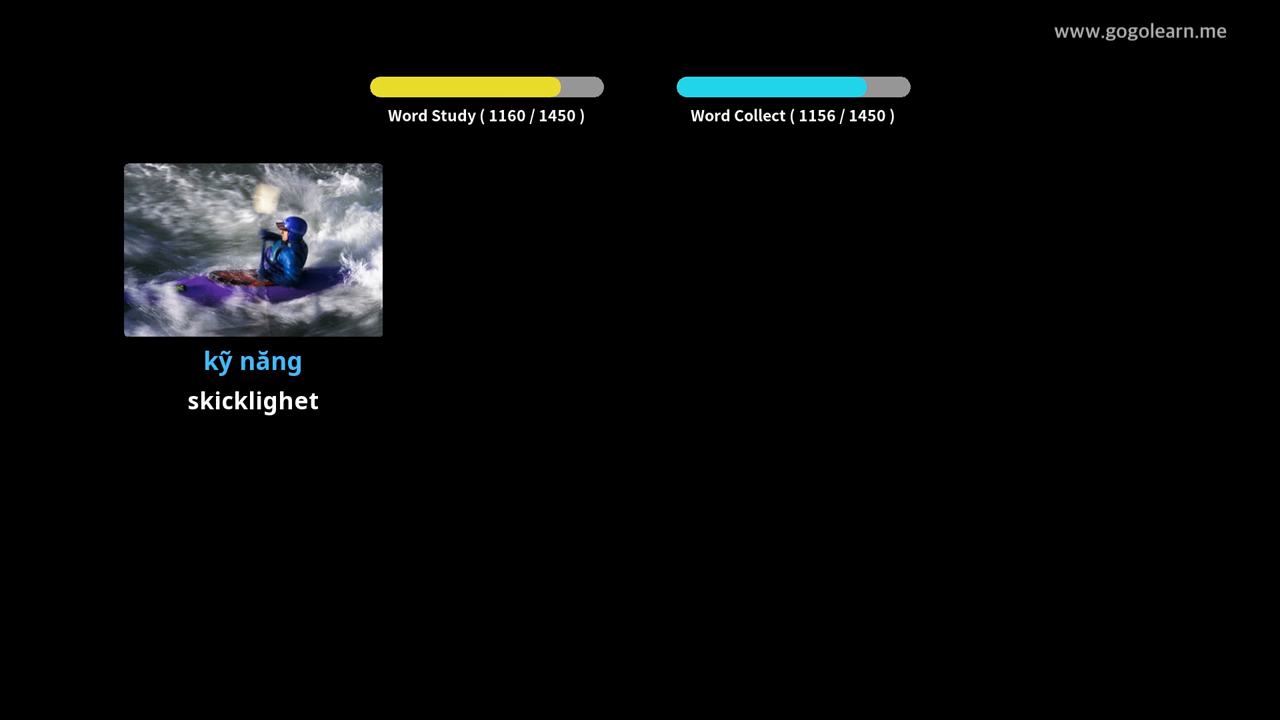 www.gogolearn.me
Word Study ( 1160 / 1450 )
Word Collect ( 1156 / 1450 )
kỹ năng
skicklighet